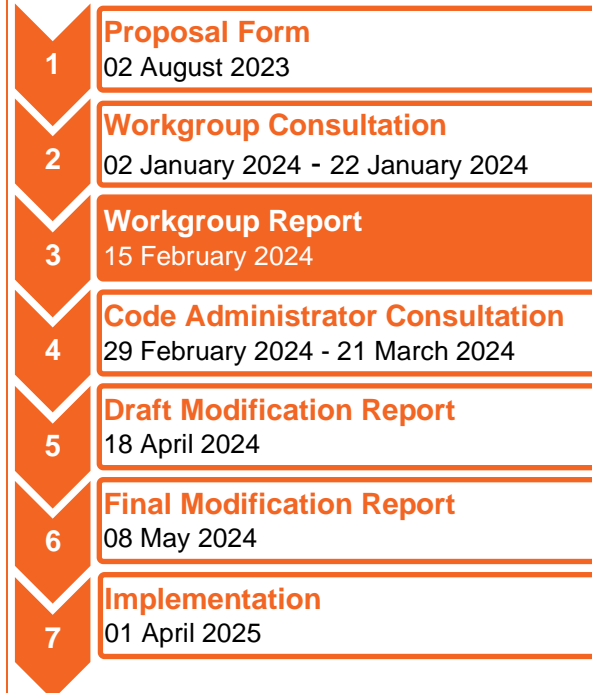 1
Proposal Form
02 August 2023
2
Workgroup Consultation
02 January 2024 - 22 January 2024
3
Workgroup Report
15 February 2024
4
Code Administrator Consultation
29 February 2024 - 21 March 2024
5
Draft Modification Report
18 April 2024
6
Final Modification Report
08 May 2024
7
Implementation
01 April 2025